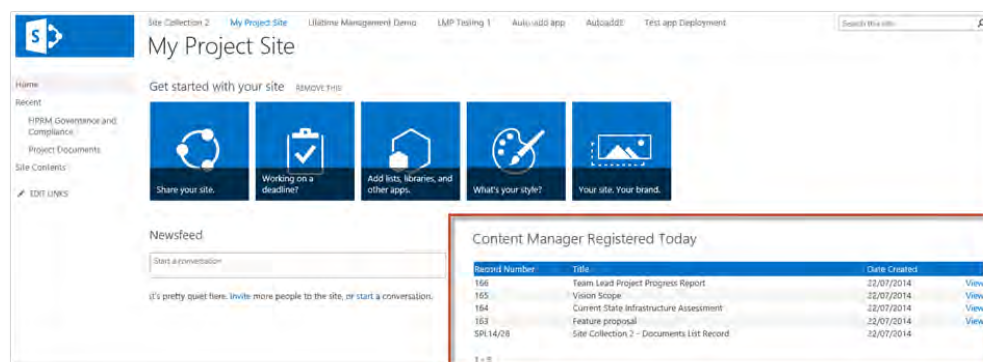 Site Collection 2 My Project Site Lifetime Management Demo LMP Testing 1 Auto add app Autoadd8 Test app Deployment Search this site
S
My Project Site
Home
Get started with your site REMOVE THIS
Recent
HPRM Governance and
Compliance
Project Documents
Site Contents
EDIT LINKS
Share your site.
Working on a
deadline?
Add lists, libraries, and
other apps.
What's your style?
Your site. Your brand.
Newsfeed
Start a conversation
It's pretty quiet here. Invite more people to the site, or start a conversation.
Content Manager Registered Today
Record Number Title Date Created
166 Team Lead Project Progress Report 22/07/2014 View
165 Vision Scope 22/07/2014 View
164 Current State Infrastructure Assessment 22/07/2014 View
163 Feature proposal 22/07/2014 View
SPL14/28 Site Collection 2 - Documents List Record 22/07/2014
1 - 5